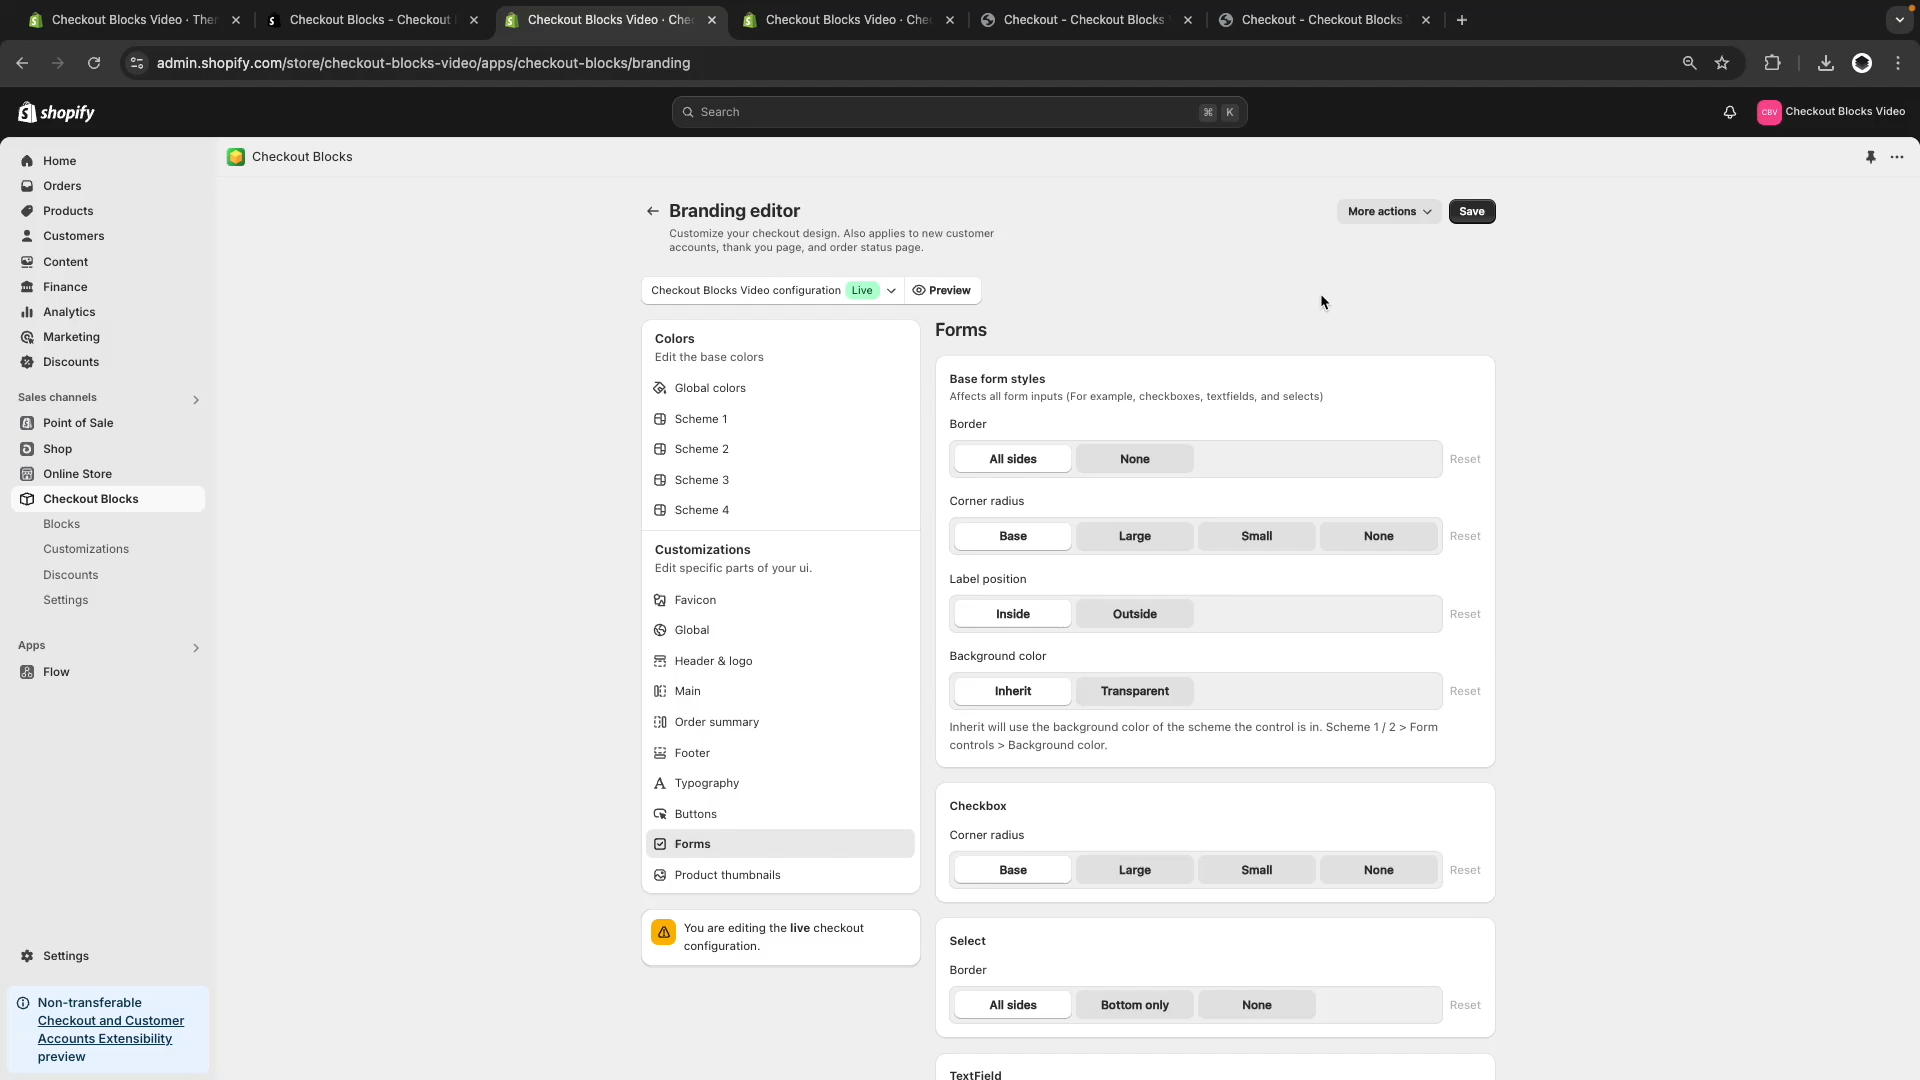 Checkout Blocks Video · Ther
Checkout Blocks - Checkout
Checkout Blocks Video · Chec
Checkout Blocks Video · Chec
Checkout - Checkout Blocks
Checkout - Checkout Blocks
admin.shopify.com/store/checkout-blocks-video/apps/checkout-blocks/branding
shopify
Search
⌘ K
CBV
Checkout Blocks Video
Home
Orders
Products
Customers
Content
Finance
Analytics
Marketing
Discounts
Sales channels
Point of Sale
Shop
Online Store
Checkout Blocks
Blocks
Customizations
Discounts
Settings
Apps
Flow
Settings
Non-transferable
Checkout and Customer
Accounts Extensibility
preview
Checkout Blocks
Branding editor
Customize your checkout design. Also applies to new customer
accounts, thank you page, and order status page.
More actions
Save
Checkout Blocks Video configuration Live
Preview
Colors
Edit the base colors
Global colors
Scheme 1
Scheme 2
Scheme 3
Scheme 4
Customizations
Edit specific parts of your ui.
Favicon
Global
Header & logo
Main
Order summary
Footer
Typography
Buttons
Forms
Product thumbnails
You are editing the live checkout
configuration.
Forms
Base form styles
Affects all form inputs (For example, checkboxes, textfields, and selects)
Border
All sides None Reset
Corner radius
Base Large Small None Reset
Label position
Inside Outside Reset
Background color
Inherit Transparent Reset
Inherit will use the background color of the scheme the control is in. Scheme 1 / 2 > Form
controls > Background color.
Checkbox
Corner radius
Base Large Small None Reset
Select
Border
All sides Bottom only None Reset
TextField